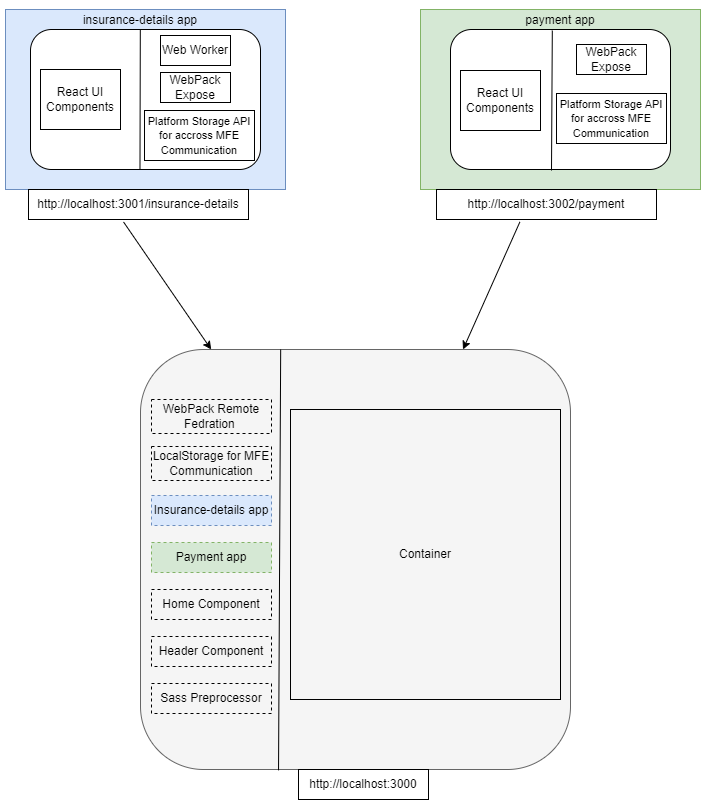 insurance-details app
React UI
Components
Web Worker
WebPack
Expose
Platform Storage API
for accross MFE
Communication
http://localhost:3001/insurance-details
payment app
React UI
Components
WebPack
Expose
Platform Storage API
for accross MFE
Communication
http://localhost:3002/payment
WebPack Remote
Fedration
LocalStorage for MFE
Communication
Insurance-details app
Payment app
Home Component
Header Component
Sass Preprocessor
Container
http://localhost:3000